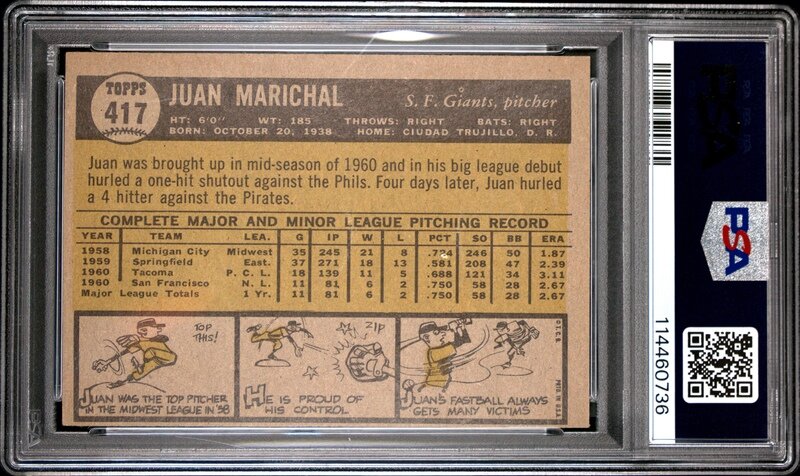 TOPPS
417
JUAN MARICHAL
S. F. Giants, pitcher
HT: 6'0" WT: 185 THROWS: RIGHT BATS: RIGHT
BORN: OCTOBER 20, 1938 HOME: CIUDAD TRUJILLO, D. R.
Juan was brought up in mid-season of 1960 and in his big league debut
hurled a one-hit shutout against the Phils. Four days later, Juan hurled
a 4 hitter against the Pirates.
COMPLETE MAJOR AND MINOR LEAGUE PITCHING RECORD
YEAR TEAM LEA. G IP W L PCT SO BB ERA
1958 Michigan City Midwest 35 245 21 8 .724 246 50 1.87
1959 Springfield East. 37 271 18 13 .581 208 47 2.39
1960 Tacoma P. C. L. 18 139 11 5 .688 121 34 3.11
1960 San Francisco N. L. 11 81 6 2 .750 58 28 2.67
Major League Totals 1 Yr. 11 81 6 2 .750 58 28 2.67
TOP
THIS!
JUAN WAS THE TOP PITCHER
IN THE MIDWEST LEAGUE IN '58
ZIP
HE IS PROUD OF
HIS CONTROL.
JUAN'S FASTBALL ALWAYS
GETS MANY VICTIMS
©T.C.G.
PRTD. IN U.S.A.
PSA
PSA
114460736